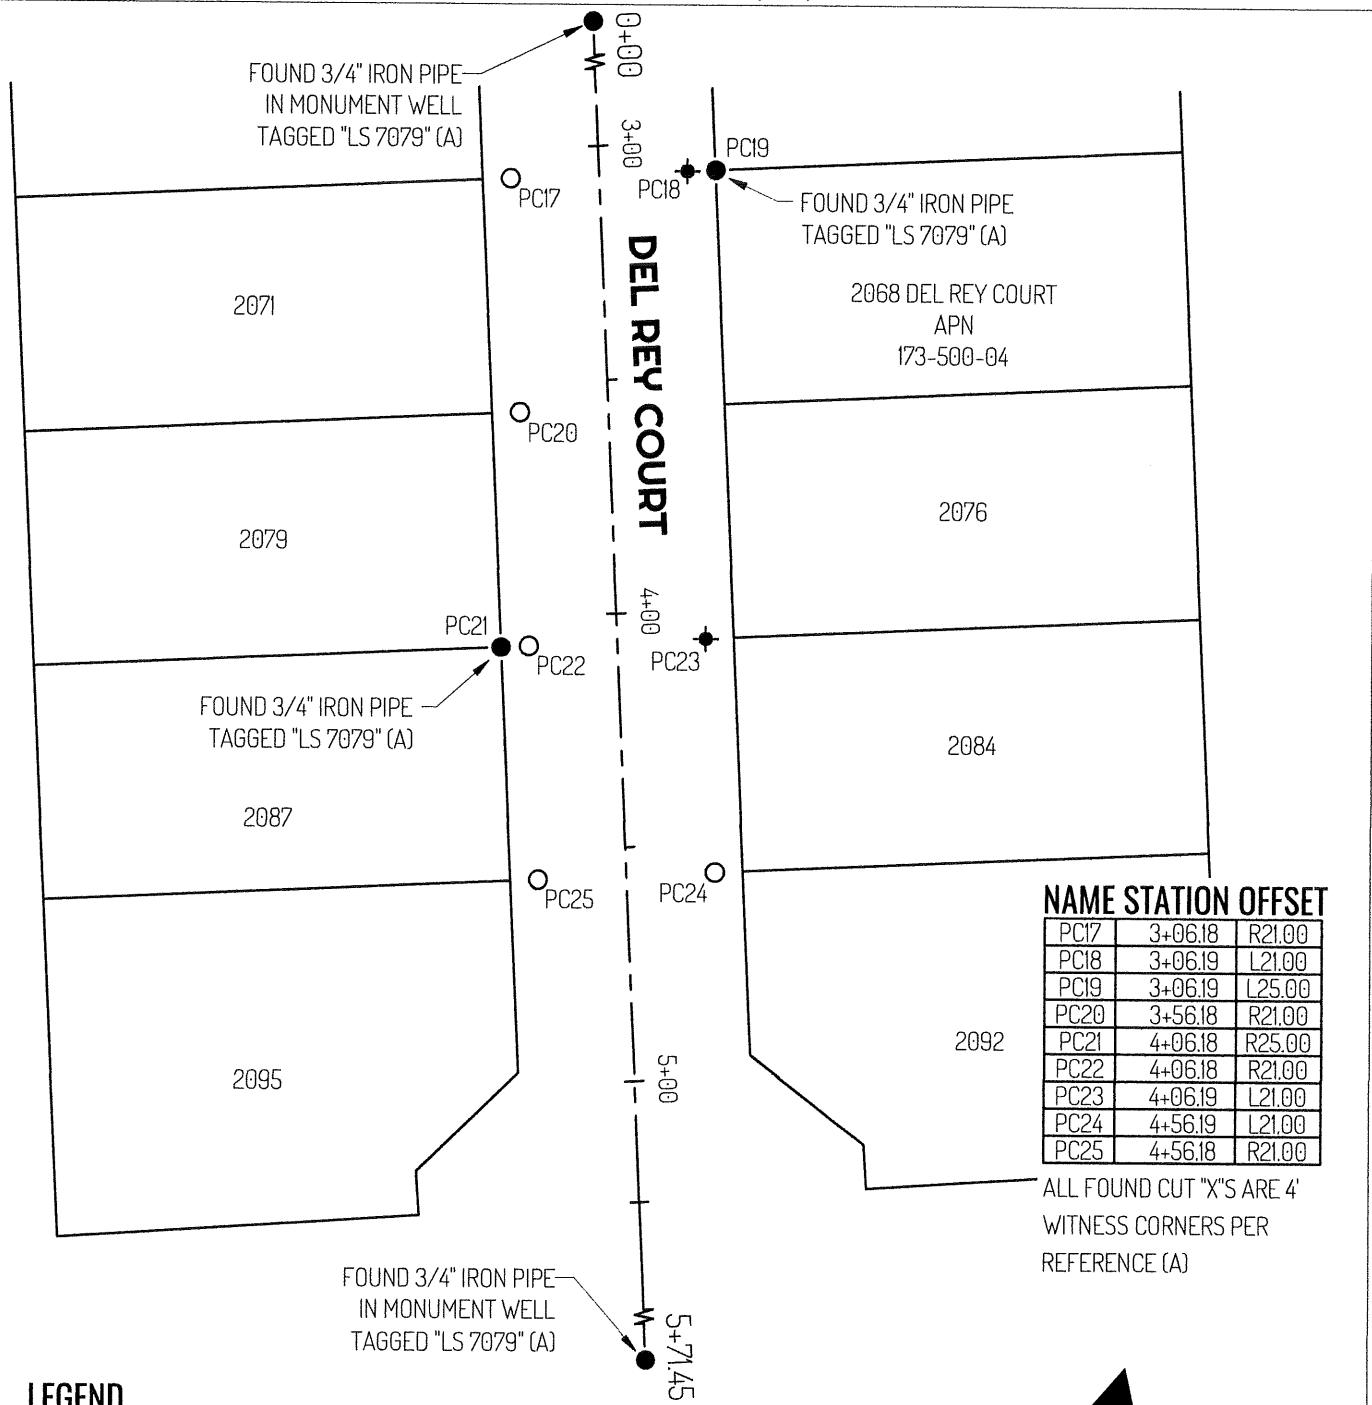 0+00
FOUND 3/4" IRON PIPE
IN MONUMENT WELL
TAGGED "LS 7079" (A)
3+00
PC19
PC17
PC18
FOUND 3/4" IRON PIPE
TAGGED "LS 7079" (A)
DEL REY COURT
2071
2068 DEL REY COURT
APN
173-500-04
PC20
2079
2076
4+00
PC21
PC22
PC23
FOUND 3/4" IRON PIPE
TAGGED "LS 7079" (A)
2084
2087
PC25
PC24
NAME STATION OFFSET
PC17 3+06.18 R21.00
PC18 3+06.19 L21.00
PC19 3+06.19 L25.00
PC20 3+56.18 R21.00
PC21 4+06.18 R25.00
PC22 4+06.18 R21.00
PC23 4+06.19 L21.00
PC24 4+56.19 L21.00
PC25 4+56.18 R21.00
2092
2095
5+00
ALL FOUND CUT "X"S ARE 4'
WITNESS CORNERS PER
REFERENCE (A)
FOUND 3/4" IRON PIPE
IN MONUMENT WELL
TAGGED "LS 7079" (A)
5+71.45
LEGEND